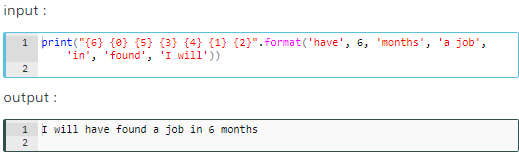 input :
1 print("{6} {0} {5} {3} {4} {1} {2}".format('have', 6, 'months', 'a job',
'in', 'found', 'I will'))
2
output :
1 I will have found a job in 6 months
2